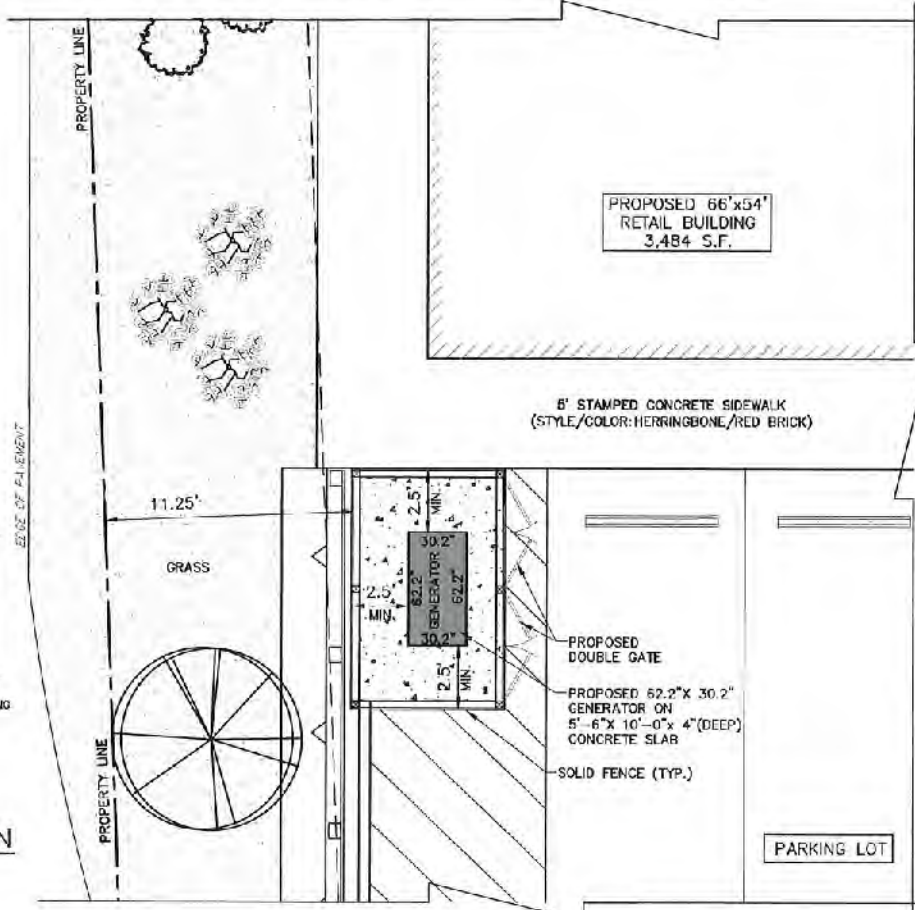 PROPERTY LINE
PROPOSED 66'x54'
RETAIL BUILDING
3,484 S.F.
STAMPED CONCRETE SIDEWALK
(STYLE/COLOR: HERRINGBONE/RED BRICK)
EDGE OF PAVEMENT
11.25'
GRASS
2.5'
MIN.
30.2"
2.5'
MIN.
62.2"
GENERATOR
62.2"
30.2"
2.5'
MIN.
PROPOSED
DOUBLE GATE
PROPOSED 62.2"X 30.2"
GENERATOR ON
5'-6"X 10'-0"X 4"(DEEP)
CONCRETE SLAB
SOLID FENCE (TYP.)
PROPERTY LINE
N
PARKING LOT